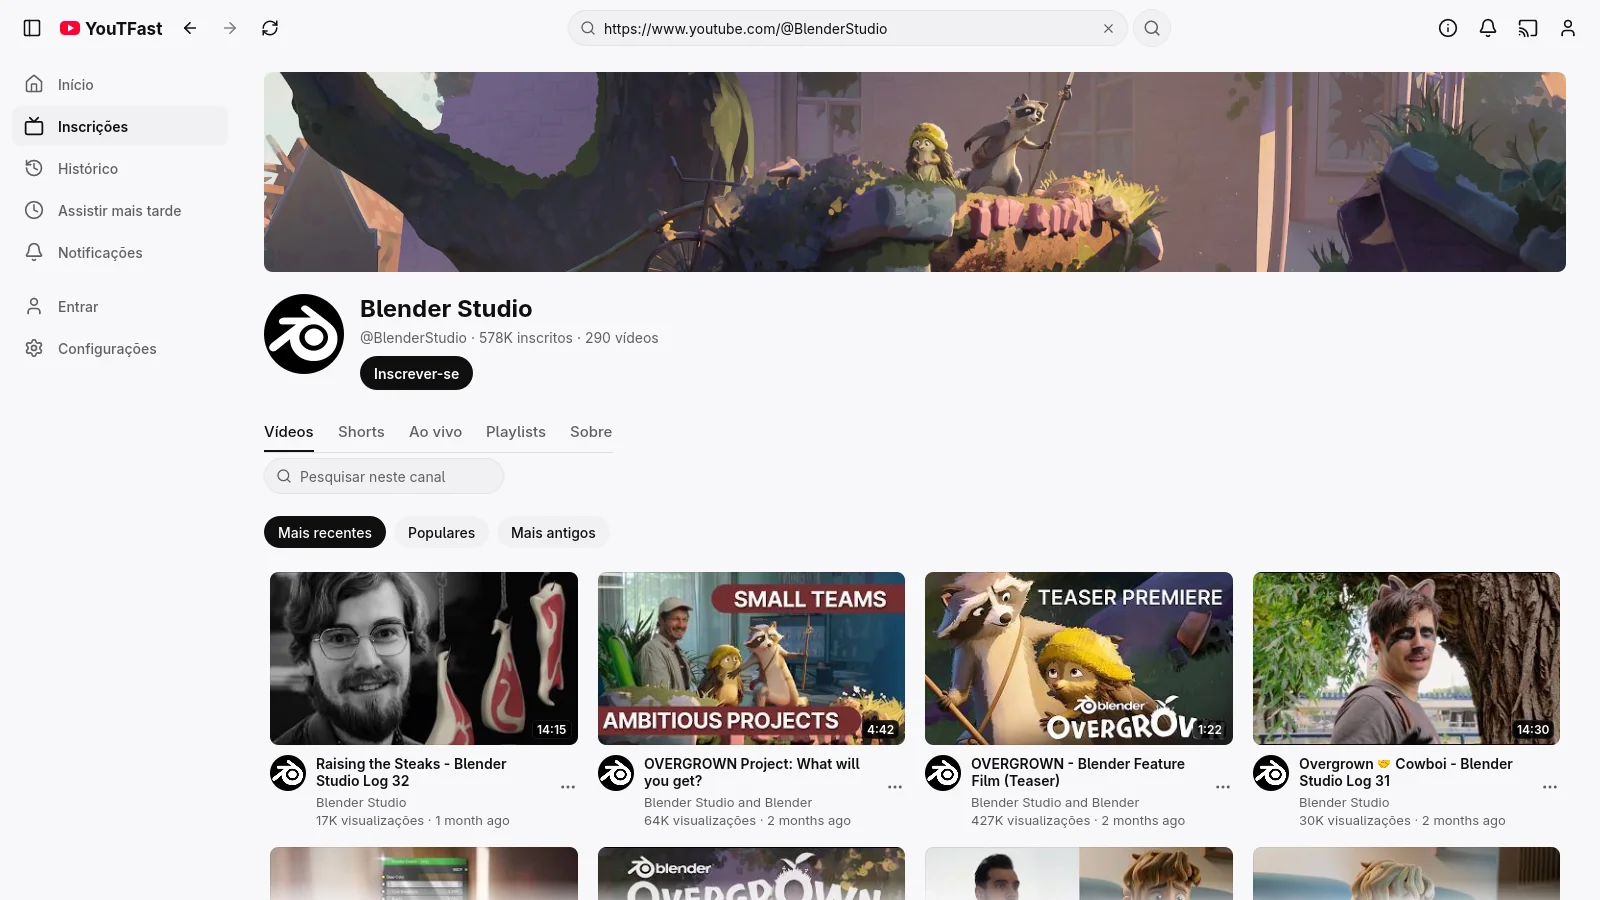 YouTFast
https://www.youtube.com/@BlenderStudio
Início
Inscrições
Histórico
Assistir mais tarde
Notificações
Entrar
Configurações
Blender Studio
@BlenderStudio · 578K inscritos · 290 vídeos
Inscrever-se
Vídeos
Shorts
Ao vivo
Playlists
Sobre
Pesquisar neste canal
Mais recentes
Populares
Mais antigos
14:15
Raising the Steaks - Blender
Studio Log 32
Blender Studio
17K visualizações · 1 month ago
SMALL TEAMS
AMBITIOUS PROJECTS
4:42
OVERGROWN Project: What will
you get?
Blender Studio and Blender
64K visualizações · 2 months ago
TEASER PREMIERE
blender
OVERGROW
1:22
OVERGROWN - Blender Feature
Film (Teaser)
Blender Studio and Blender
427K visualizações · 2 months ago
14:30
Overgrown 🤝 Cowboi - Blender
Studio Log 31
Blender Studio
30K visualizações · 2 months ago
blender
OVERGROWN